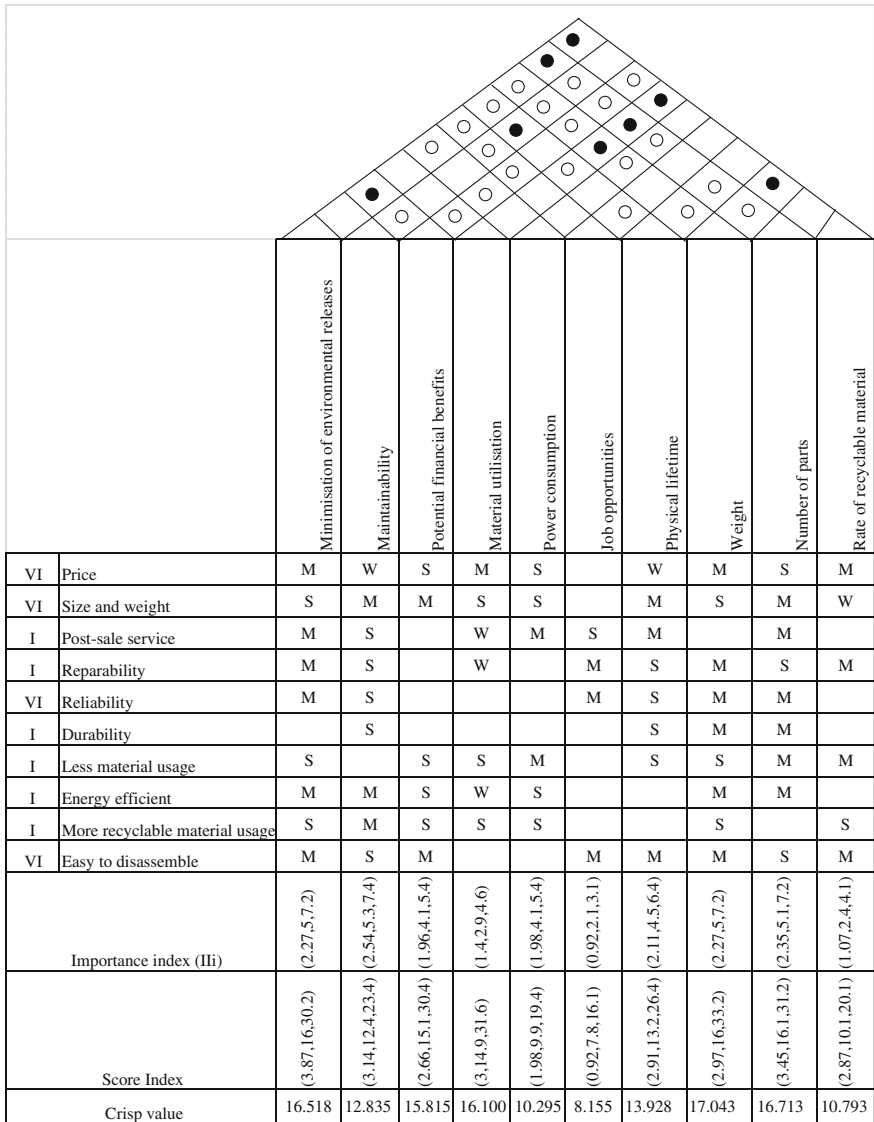 Minimisation of environmental releases
Maintainability
Potential financial benefits
Material utilisation
Power consumption
Job opportunities
Physical lifetime
Weight
Number of parts
Rate of recyclable material
VI Price M W S M S W M S M
VI Size and weight S M M S S M S M W
I Post-sale service M S W M S M M
I Reparability M S W M S M S M
VI Reliability M S M S M M
I Durability S S M M
I Less material usage S S S M S S M M
I Energy efficient M M S W S M M
I More recyclable material usage S M S S S S S
VI Easy to disassemble M S M M M M S M
Importance index (IIi) (2.27,5,7.2) (2.54,5.3,7.4) (1.96,4.1,5.4) (1.4,2.9,4.6) (1.98,4.1,5.4) (0.92,2.1,3.1) (2.11,4.5,6.4) (2.27,5,7.2) (2.35,5.1,7.2) (1.07,2.4,4.1)
Score Index (3.87,16,30.2) (3.14,12.4,23.4) (2.66,15.1,30.4) (3,14.9,31.6) (1.98,9.9,19.4) (0.92,7.8,16.1) (2.91,13.2,26.4) (2.97,16,33.2) (3.45,16.1,31.2) (2.87,10.1,20.1)
Crisp value 16.518 12.835 15.815 16.100 10.295 8.155 13.928 17.043 16.713 10.793